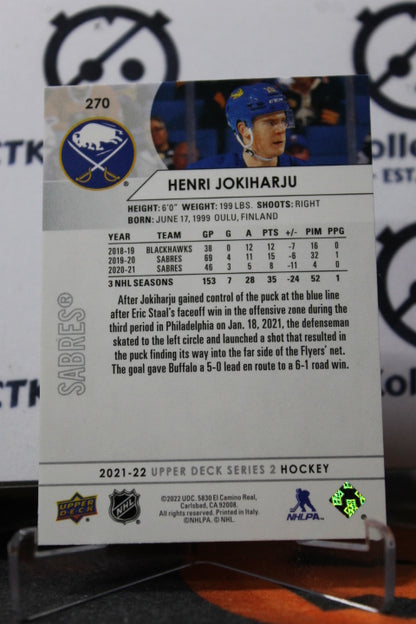 270
HENRI JOKIHARJU
HEIGHT: 6'0" WEIGHT: 199 LBS. SHOOTS: RIGHT
BORN: JUNE 17, 1999 OULU, FINLAND
YEAR TEAM GP G A PTS +/- PIM PPG
2018-19 BLACKHAWKS 38 0 12 12 -7 16 0
2019-20 SABRES 69 4 11 15 -6 32 1
2020-21 SABRES 46 3 5 8 -11 4 0
3 NHL SEASONS 153 7 28 35 -24 52 1
After Jokiharju gained control of the puck at the blue line
after Eric Staal's faceoff win in the offensive zone during the
third period in Philadelphia on Jan. 18, 2021, the defenseman
skated to the left circle and launched a shot that resulted in
the puck finding its way into the far side of the Flyers' net.
The goal gave Buffalo a 5-0 lead en route to a 6-1 road win.
SABRES®
2021-22 UPPER DECK SERIES 2 HOCKEY
UPPER DECK
NHL
©2022 UDC. 5830 El Camino Real,
Carlsbad, CA 92008.
All rights reserved. Printed in Italy.
©NHLPA. © NHL.
NHLPA
CTK
Colle
EST